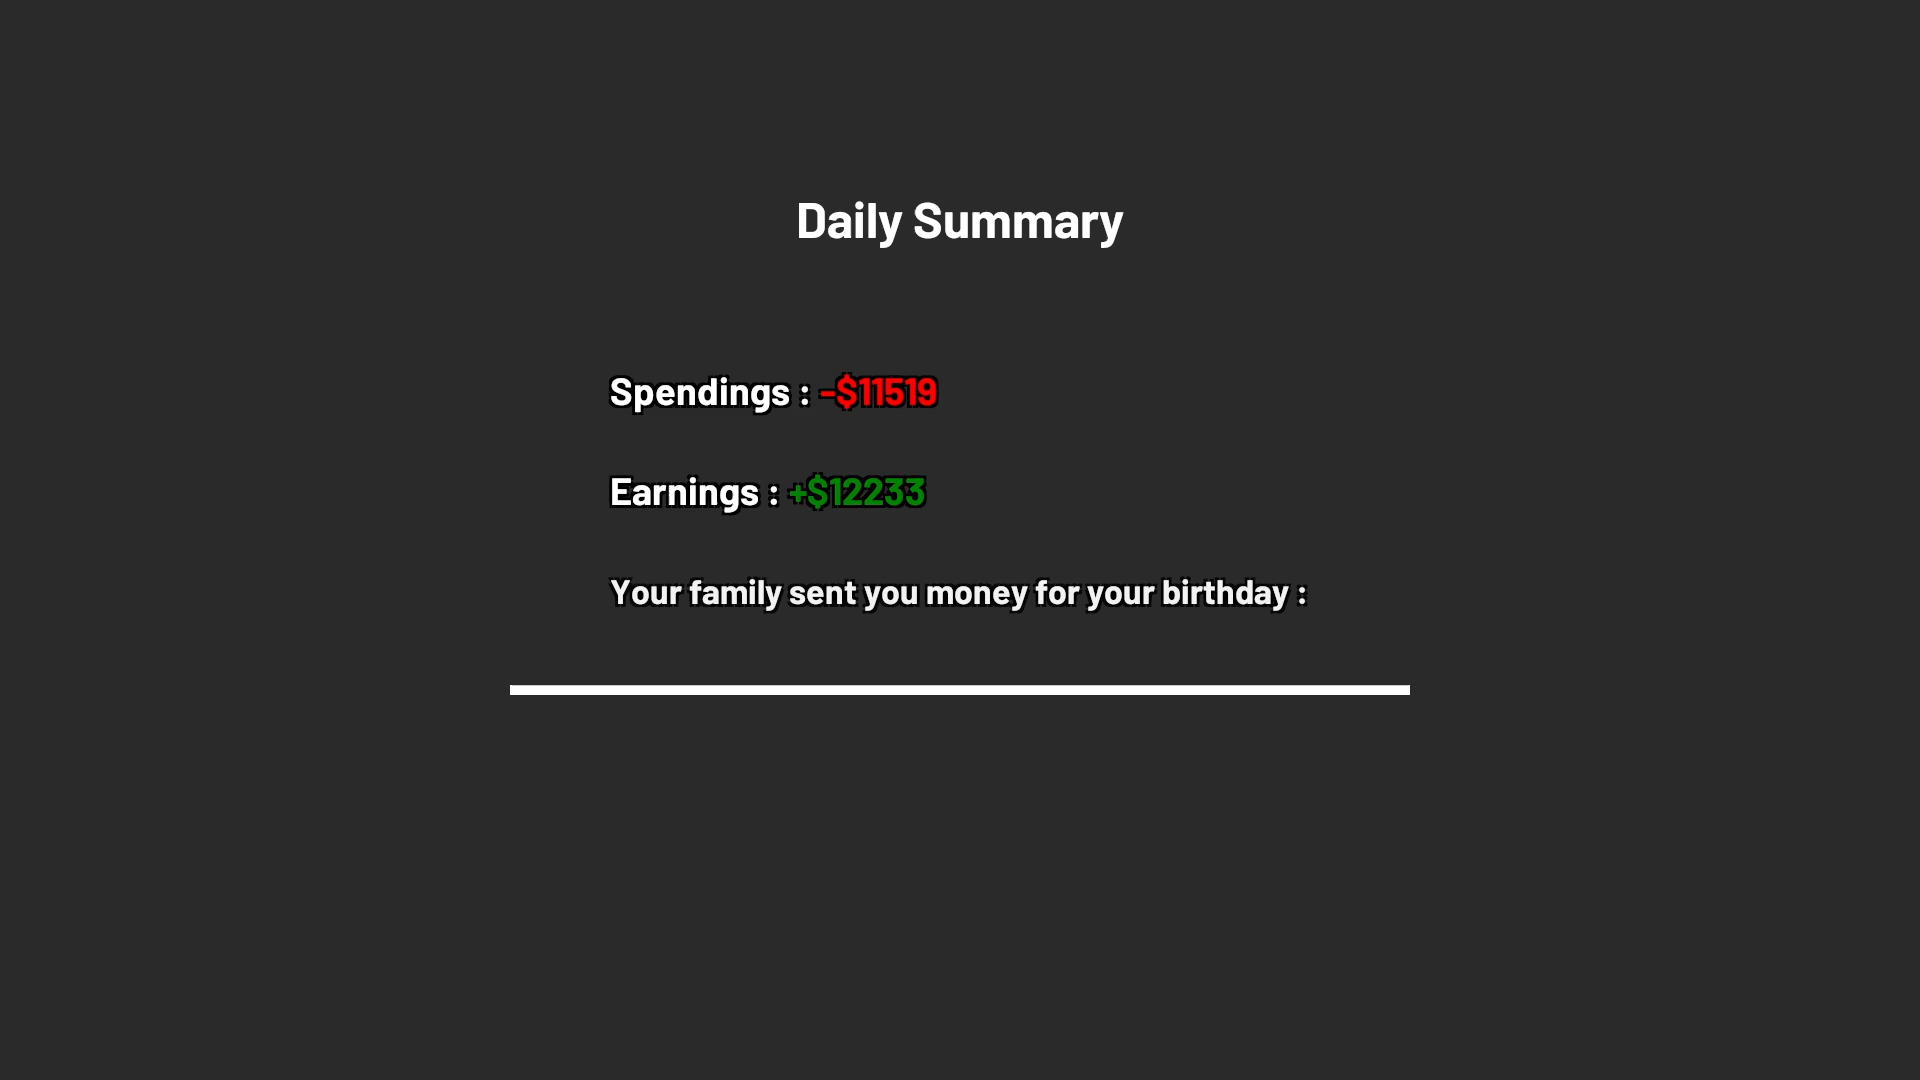 Daily Summary
Spendings : -$11519
Earnings : +$12233
Your family sent you money for your birthday :